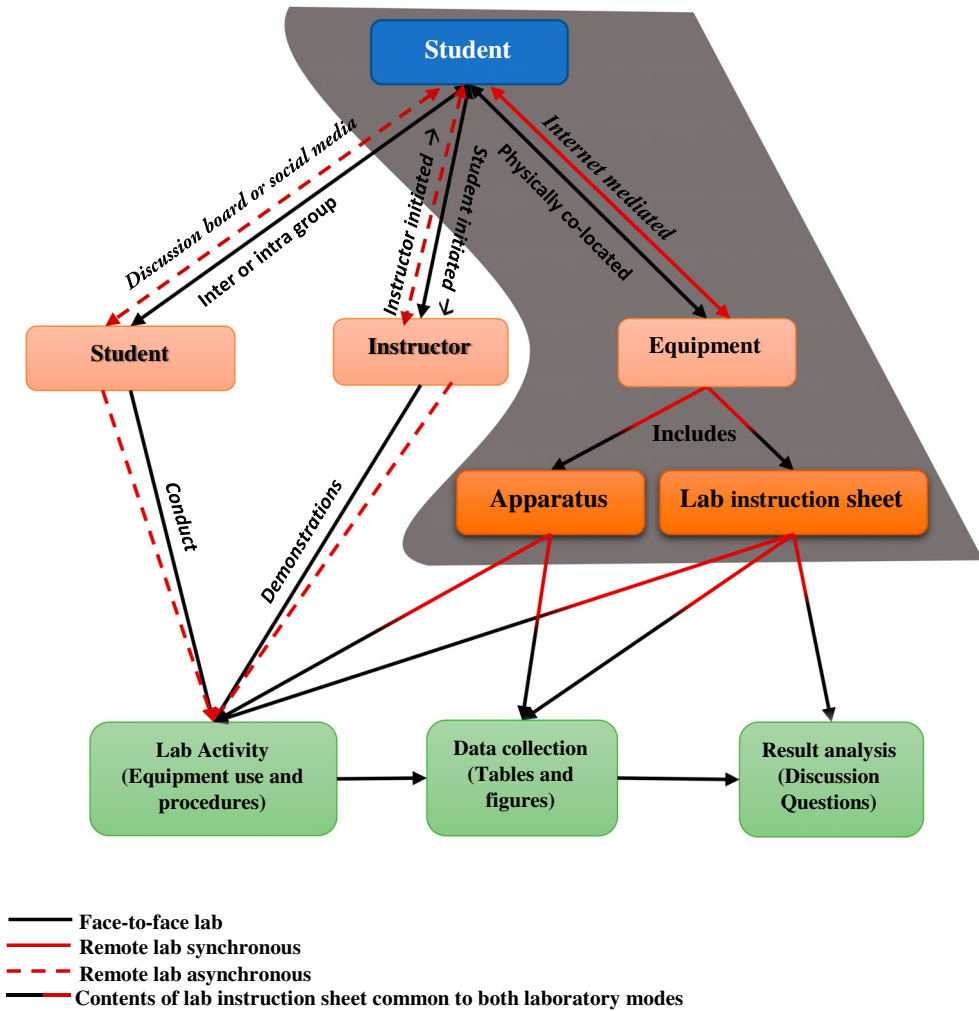 Student
Discussion board or social media
Inter or intra group
Instructor initiated →
Student initiated →
Physically co-located
Internet mediated
Student
Instructor
Equipment
Includes
Apparatus
Lab instruction sheet
Conduct
Demonstrations
Lab Activity
(Equipment use and
procedures)
Data collection
(Tables and
figures)
Result analysis
(Discussion
Questions)
Face-to-face lab
Remote lab synchronous
Remote lab asynchronous
Contents of lab instruction sheet common to both laboratory modes